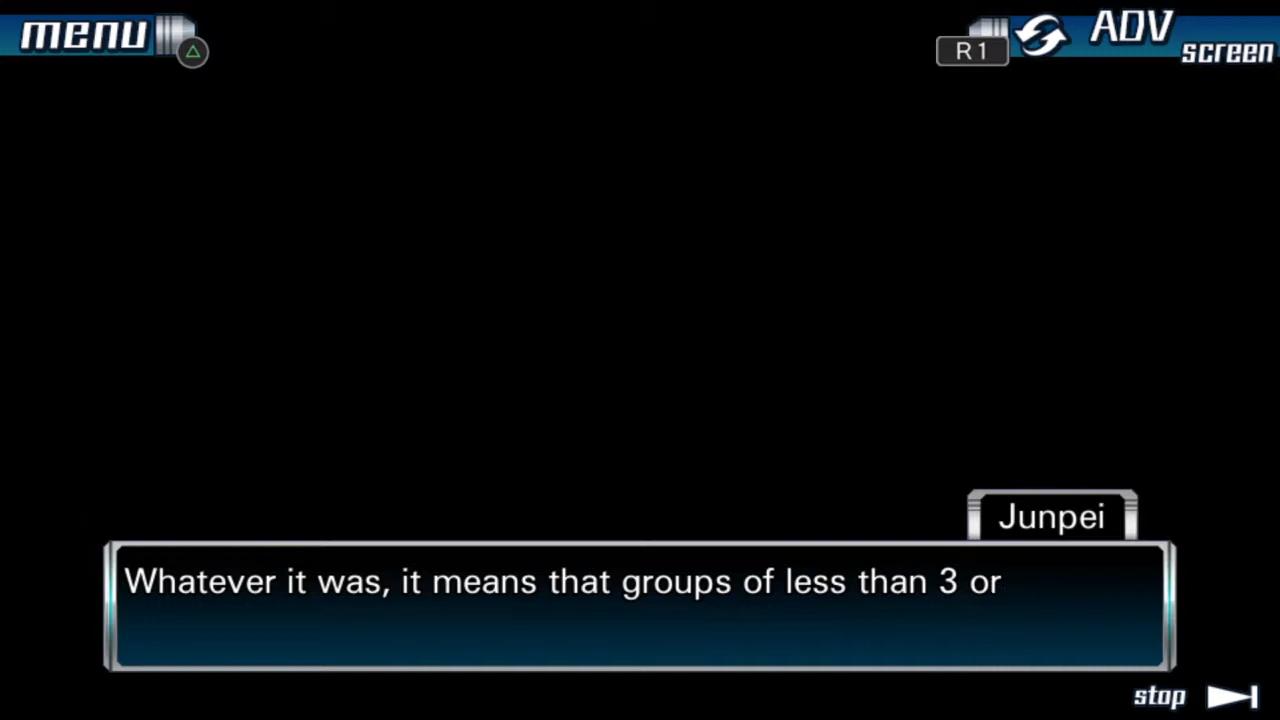 menu
R1
ADV
screen
Junpei
Whatever it was, it means that groups of less than 3 or
stop